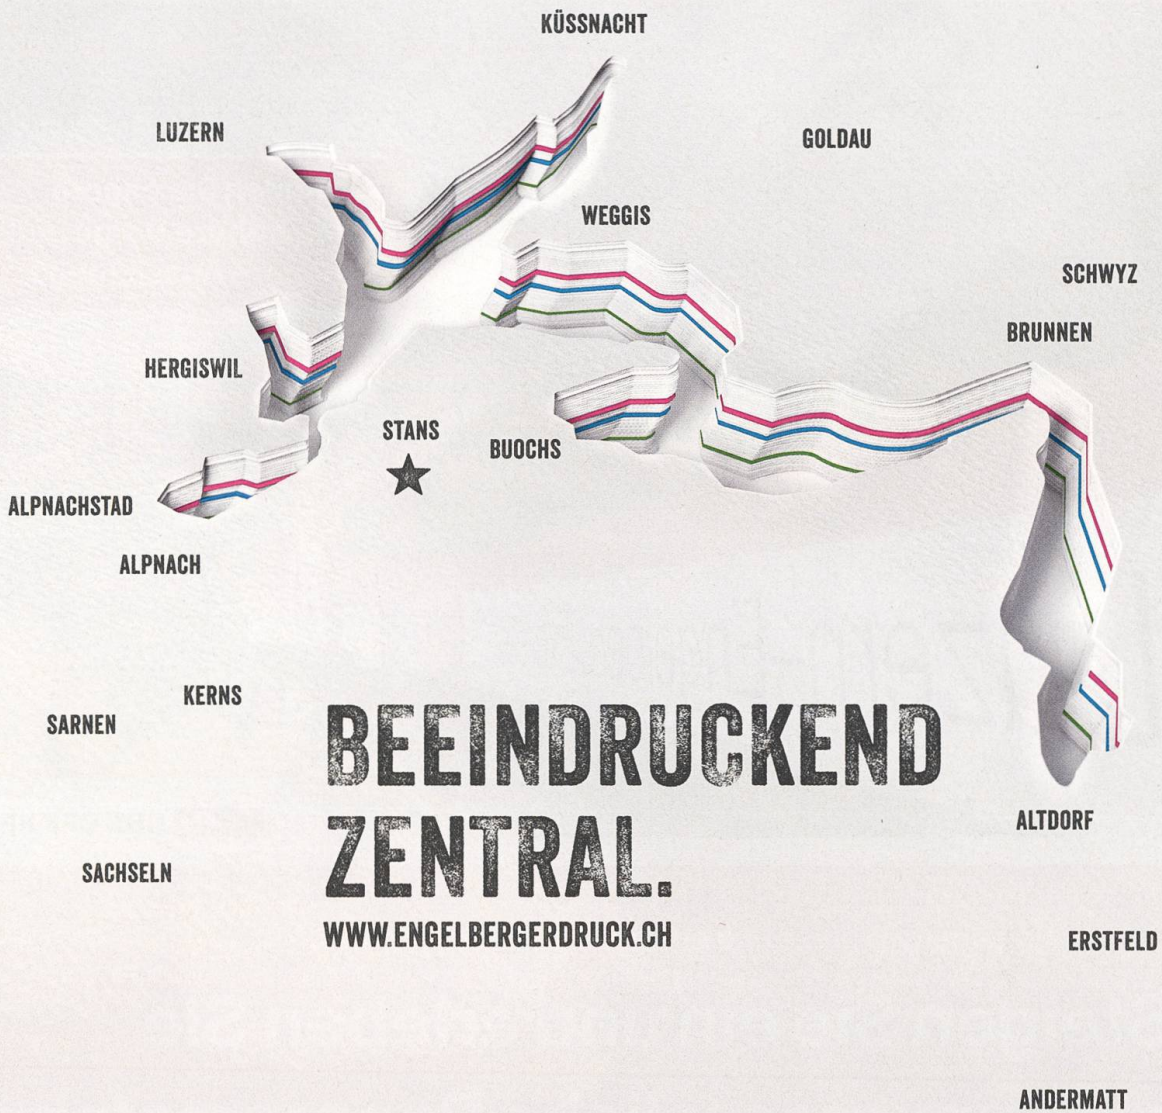 KÜSSNACHT
LUZERN
GOLDAU
WEGGIS
SCHWYZ
BRUNNEN
HERGISWIL
STANS
BUOCHS
ALPNACHSTAD
ALPNACH
KERNS
SARNEN
BEEINDRUCKEND
ZENTRAL.
ALTDORF
SACHSELN
WWW.ENGELBERGERDRUCK.CH
ERSTFELD
ANDERMATT